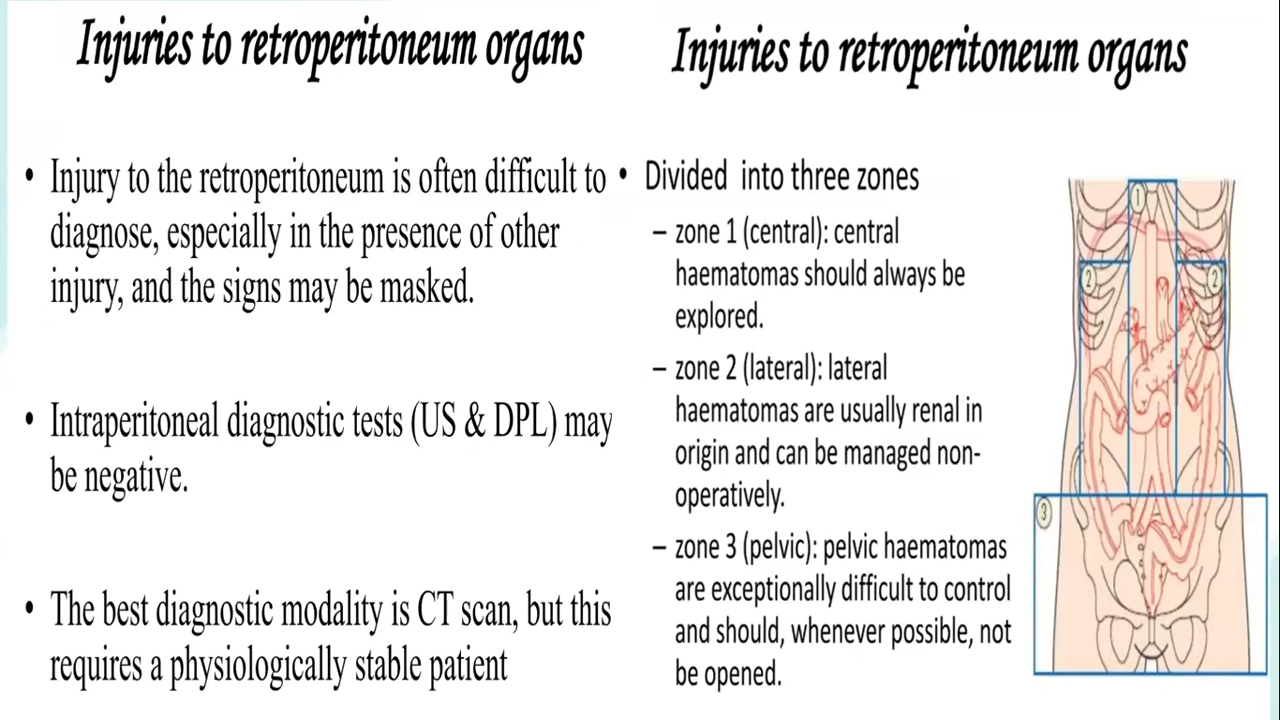 Injuries to retroperitoneum organs
• Injury to the retroperitoneum is often difficult to
diagnose, especially in the presence of other
injury, and the signs may be masked.
• Intraperitoneal diagnostic tests (US & DPL) may
be negative.
• The best diagnostic modality is CT scan, but this
requires a physiologically stable patient
Injuries to retroperitoneum organs
• Divided into three zones
– zone 1 (central): central
haematomas should always be
explored.
– zone 2 (lateral): lateral
haematomas are usually renal in
origin and can be managed non-
operatively.
– zone 3 (pelvic): pelvic haematomas
are exceptionally difficult to control
and should, whenever possible, not
be opened.
1
2
2
3